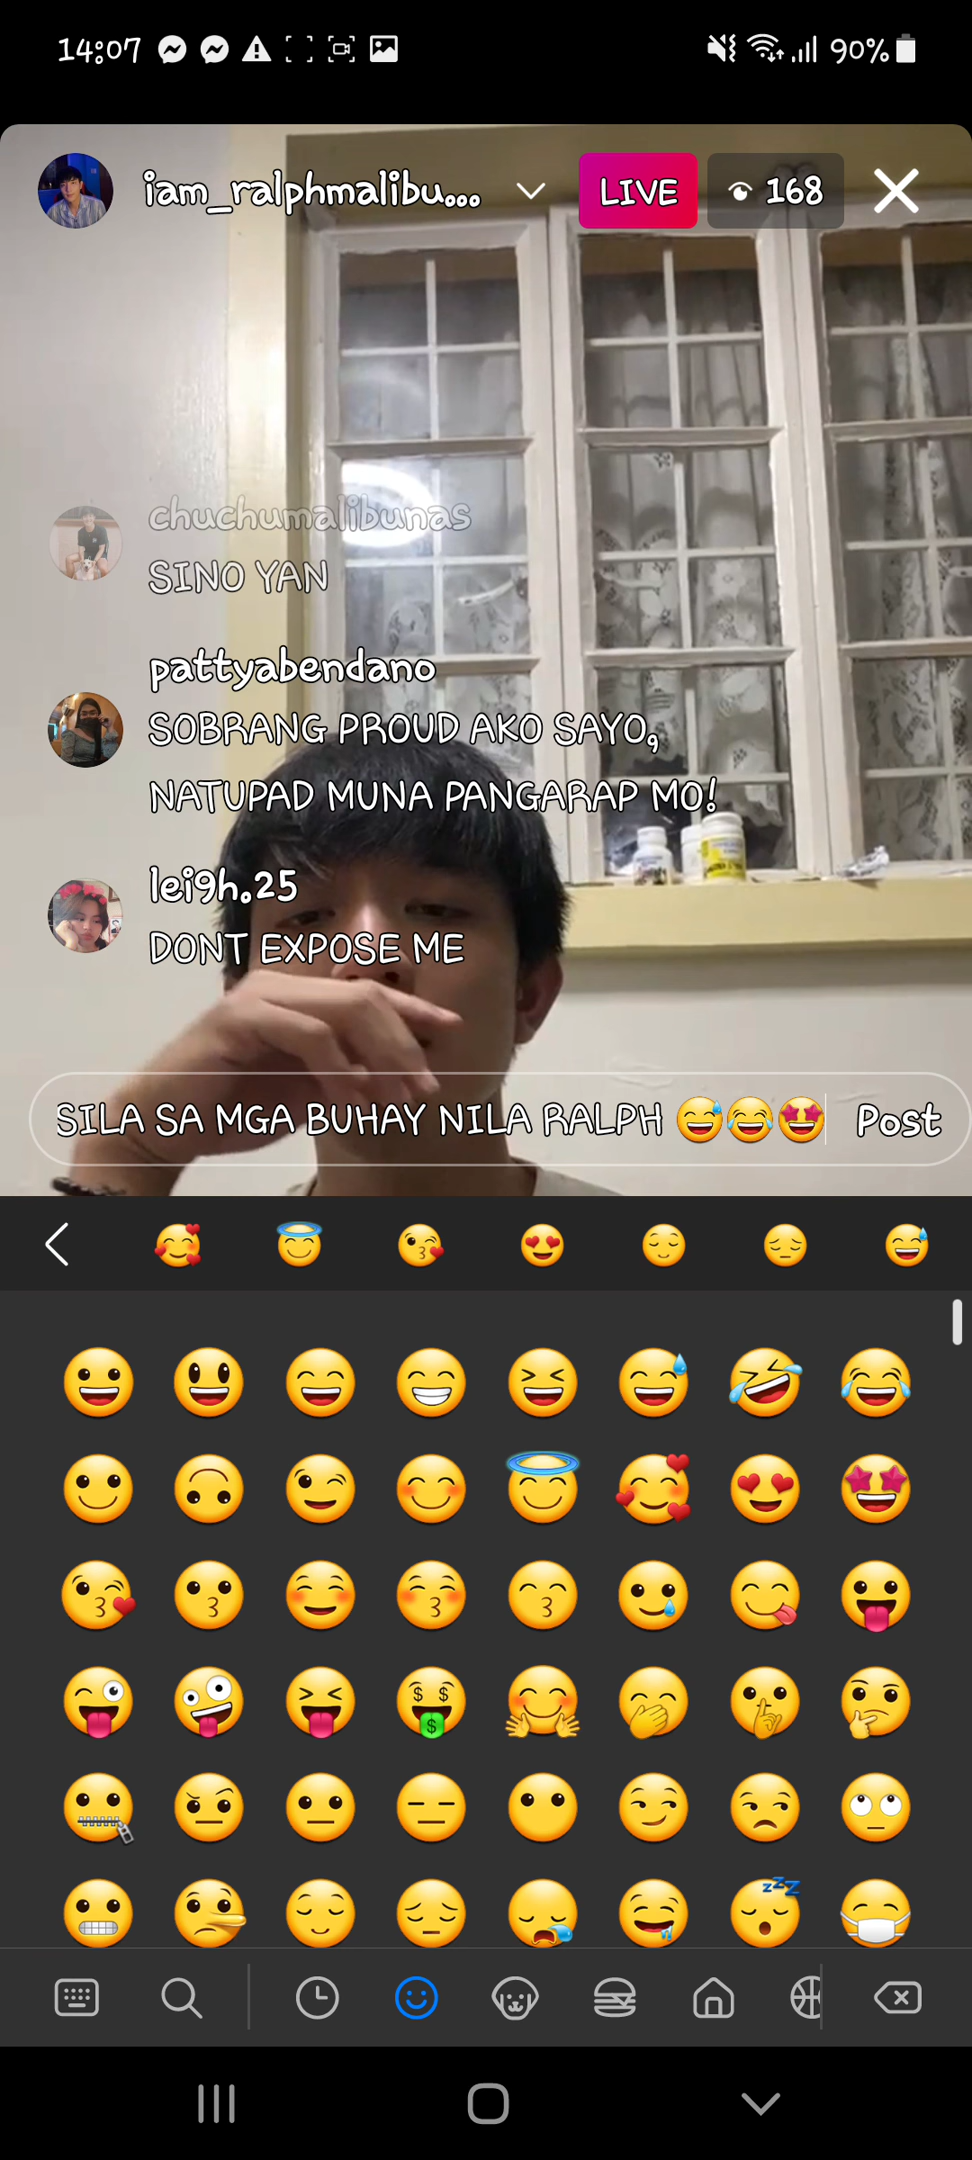 14:07
90%
iam_ralphmalibu...
LIVE
168
chuchumalibunas
SINO YAN
pattyabendano
SOBRANG PROUD AKO SAYO,
NATUPAD MUNA PANGARAP MO!
lei9h.25
DONT EXPOSE ME
SILA SA MGA BUHAY NILA RALPH 😅😂🤩
Post